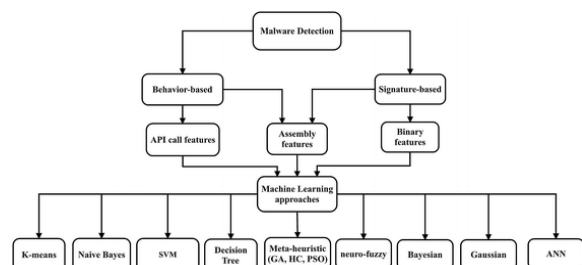 Malware Detection
Behavior-based
Signature-based
API call features
Assembly
features
Binary
features
Machine Learning
approaches
K-means
Naive Bayes
SVM
Decision
Tree
Meta-heuristic
(GA, HC, PSO)
neuro-fuzzy
Bayesian
Gaussian
ANN